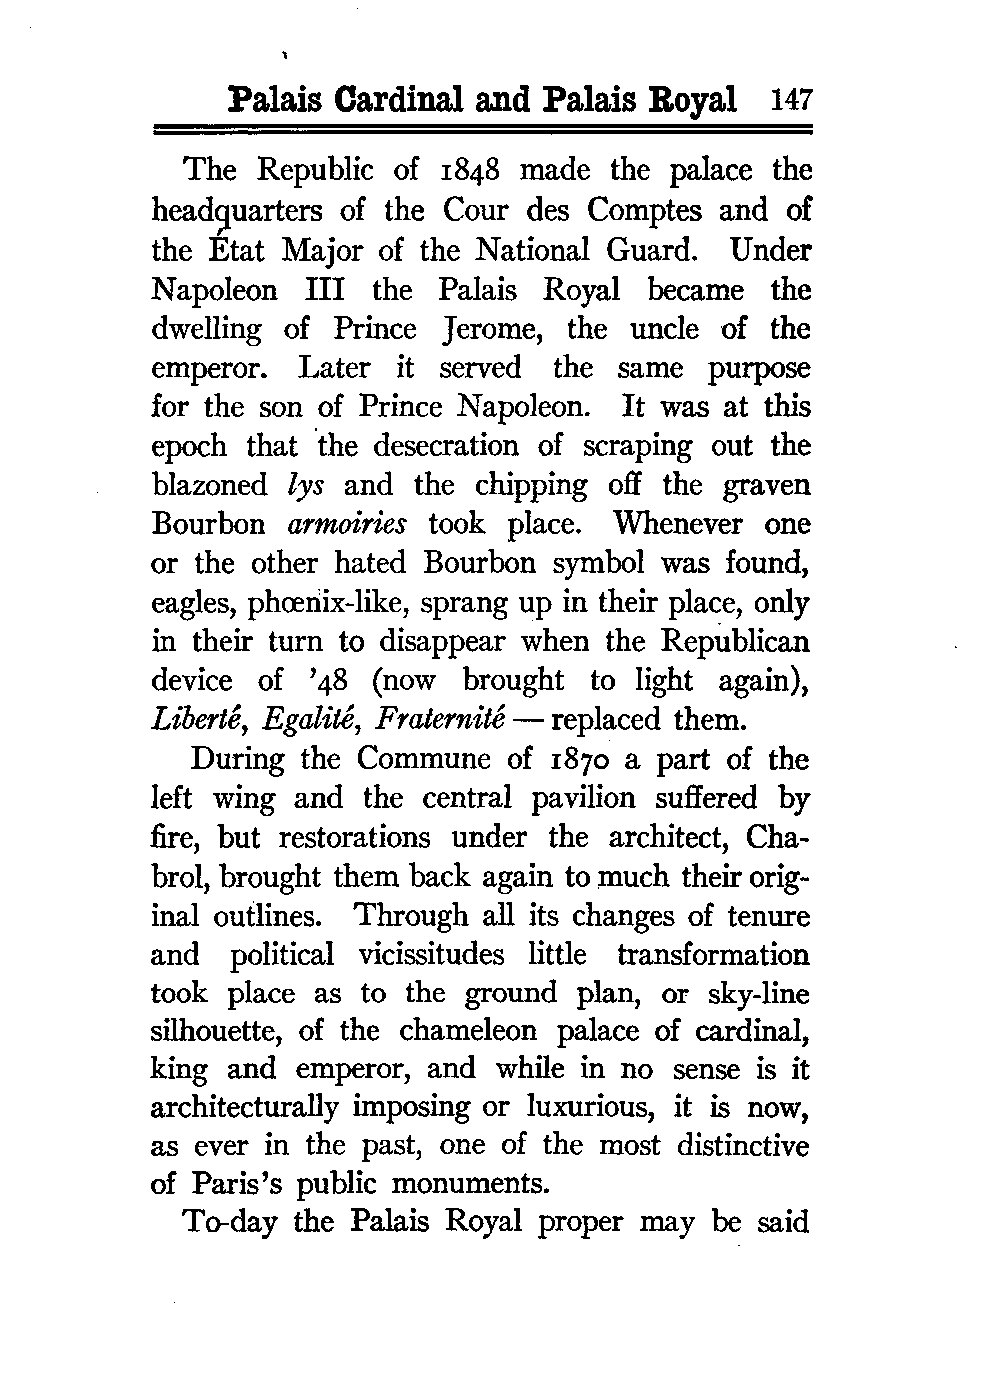 Palais Cardinal and Palais Royal 147
The Republic of 1848 made the palace the
headquarters of the Cour des Comptes and of
the État Major of the National Guard. Under
Napoleon III the Palais Royal became the
dwelling of Prince Jerome, the uncle of the
emperor. Later it served the same purpose
for the son of Prince Napoleon. It was at this
epoch that the desecration of scraping out the
blazoned lys and the chipping off the graven
Bourbon armoiries took place. Whenever one
or the other hated Bourbon symbol was found,
eagles, phœnix-like, sprang up in their place, only
in their turn to disappear when the Republican
device of '48 (now brought to light again),
Liberté, Egalité, Fraternité — replaced them.
During the Commune of 1870 a part of the
left wing and the central pavilion suffered by
fire, but restorations under the architect, Cha-
brol, brought them back again to much their orig-
inal outlines. Through all its changes of tenure
and political vicissitudes little transformation
took place as to the ground plan, or sky-line
silhouette, of the chameleon palace of cardinal,
king and emperor, and while in no sense is it
architecturally imposing or luxurious, it is now,
as ever in the past, one of the most distinctive
of Paris's public monuments.
To-day the Palais Royal proper may be said